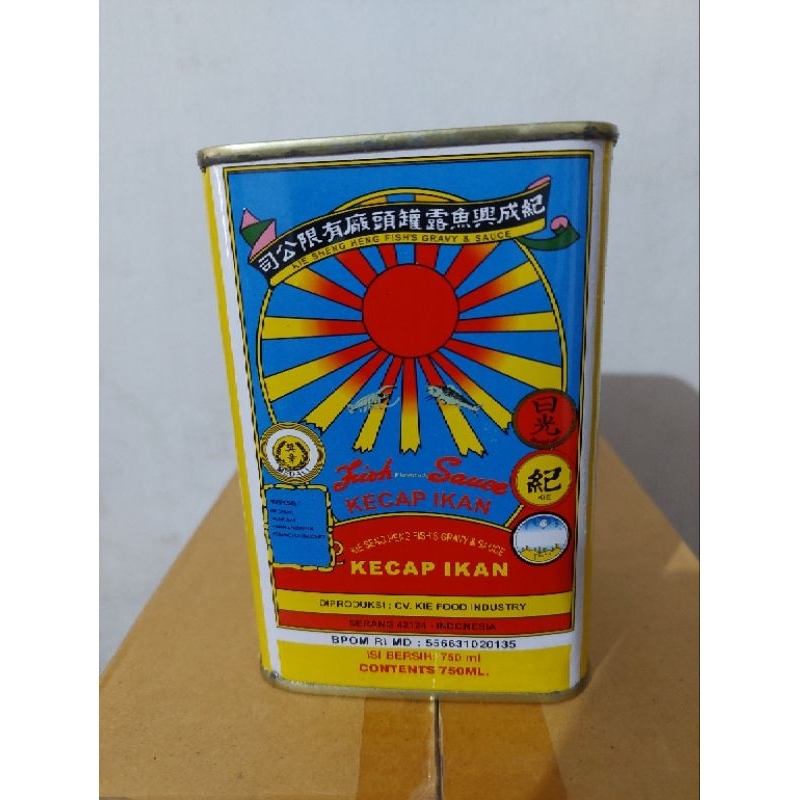 紀成興魚露罐頭廠有限公司
KIE SHENG HENG FISH'S GRAVY & SAUCE
日光
紀
KIE
Fish Sauce
KECAP IKAN
KIE SENG HENG FISH'S GRAVY & SAUCE
KECAP IKAN
DIPRODUKSI : CV. KIE FOOD INDUSTRY
SERANG 42124 - INDONESIA
BPOM RI MD : 556631020135
ISI BERSIH: 750 ml
CONTENTS 750ML.